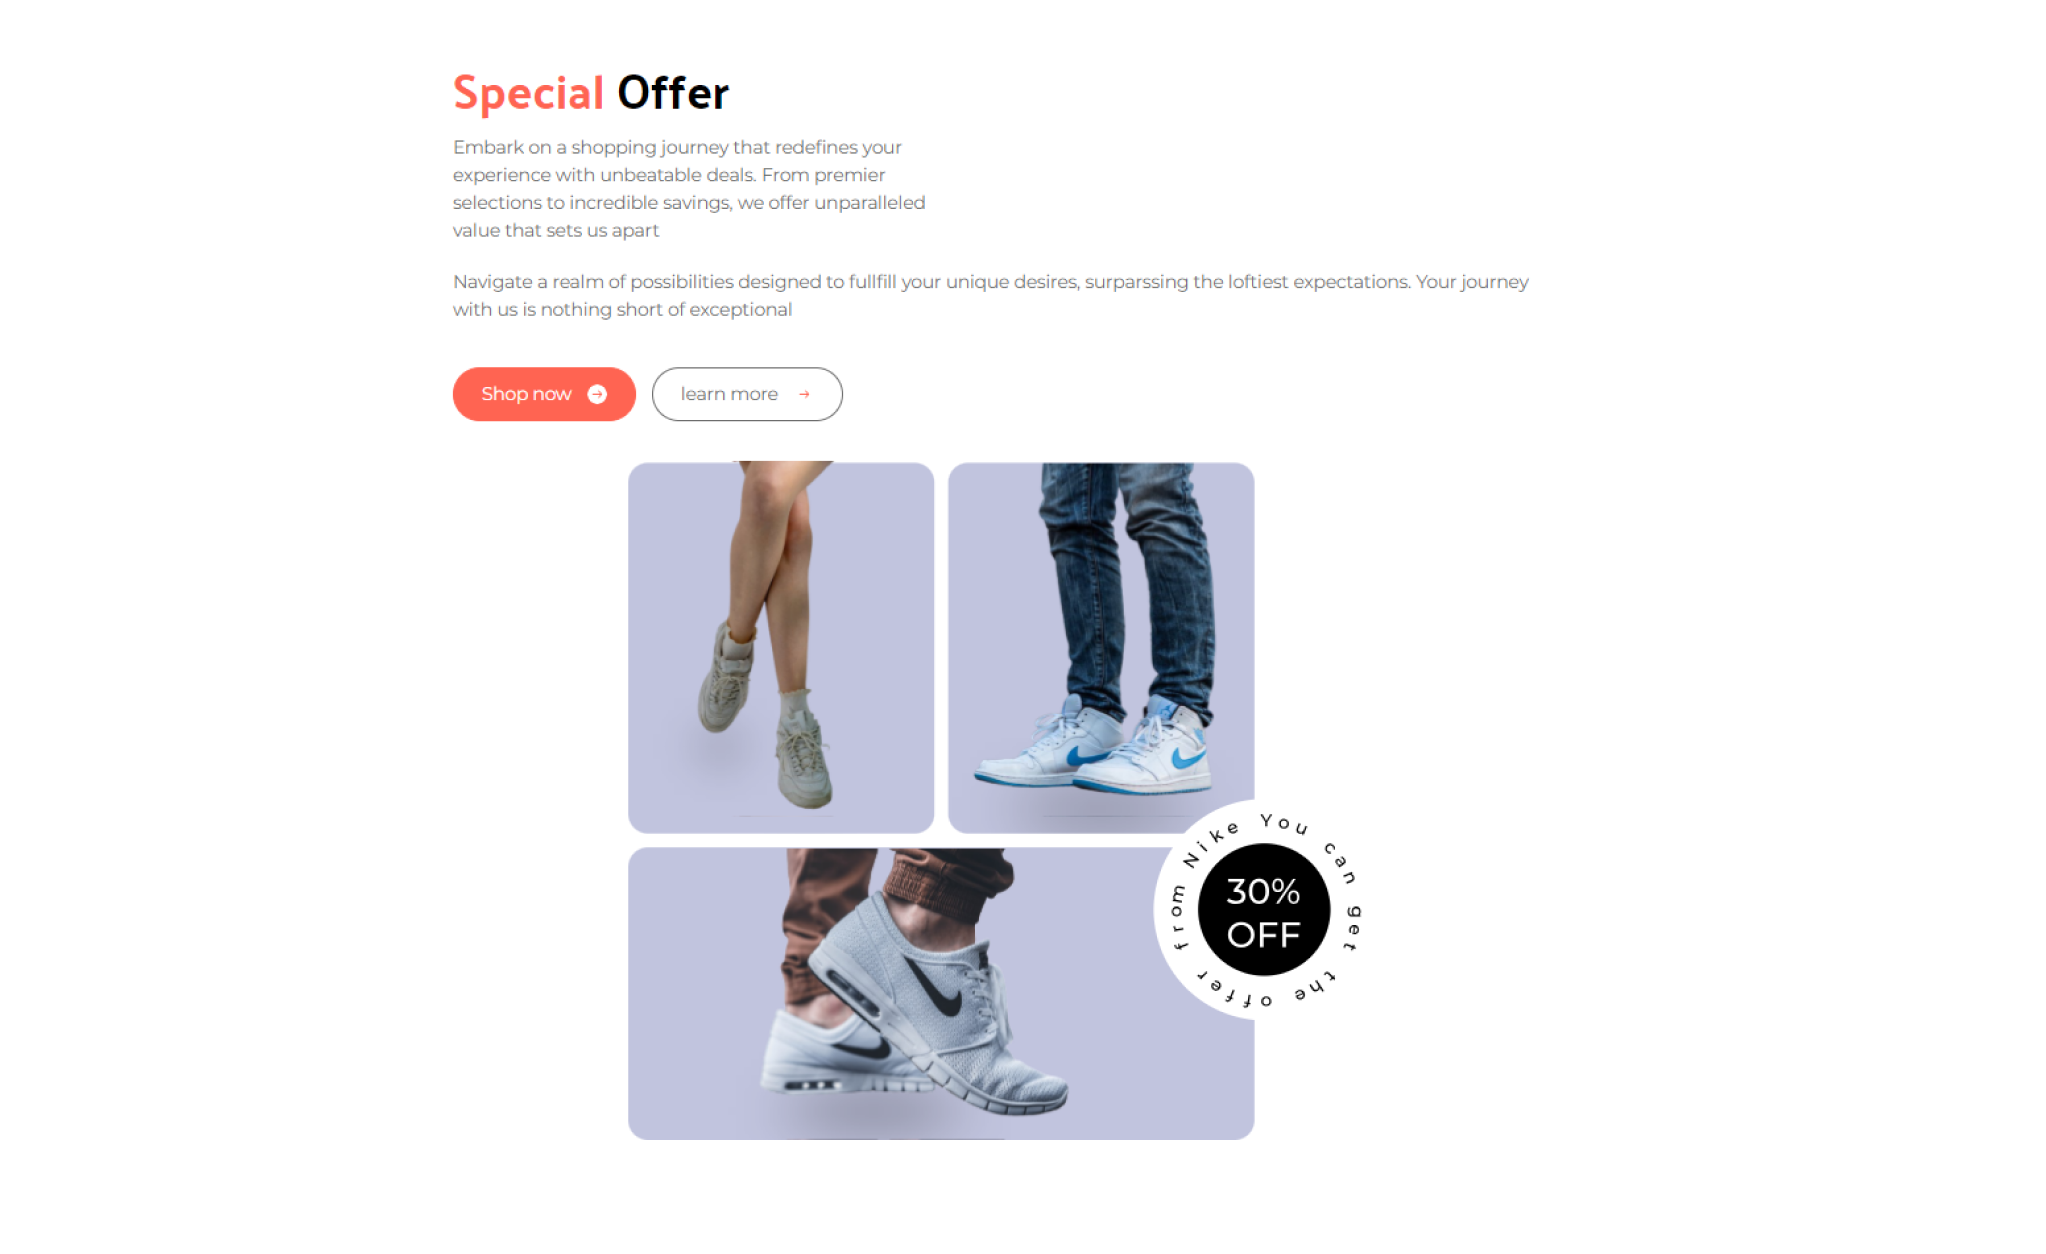 Special Offer
Embark on a shopping journey that redefines your
experience with unbeatable deals. From premier
selections to incredible savings, we offer unparalleled
value that sets us apart
Navigate a realm of possibilities designed to fullfill your unique desires, surparssing the loftiest expectations. Your journey
with us is nothing short of exceptional
Shop now
learn more
You can get the offer from Nike
30%
OFF